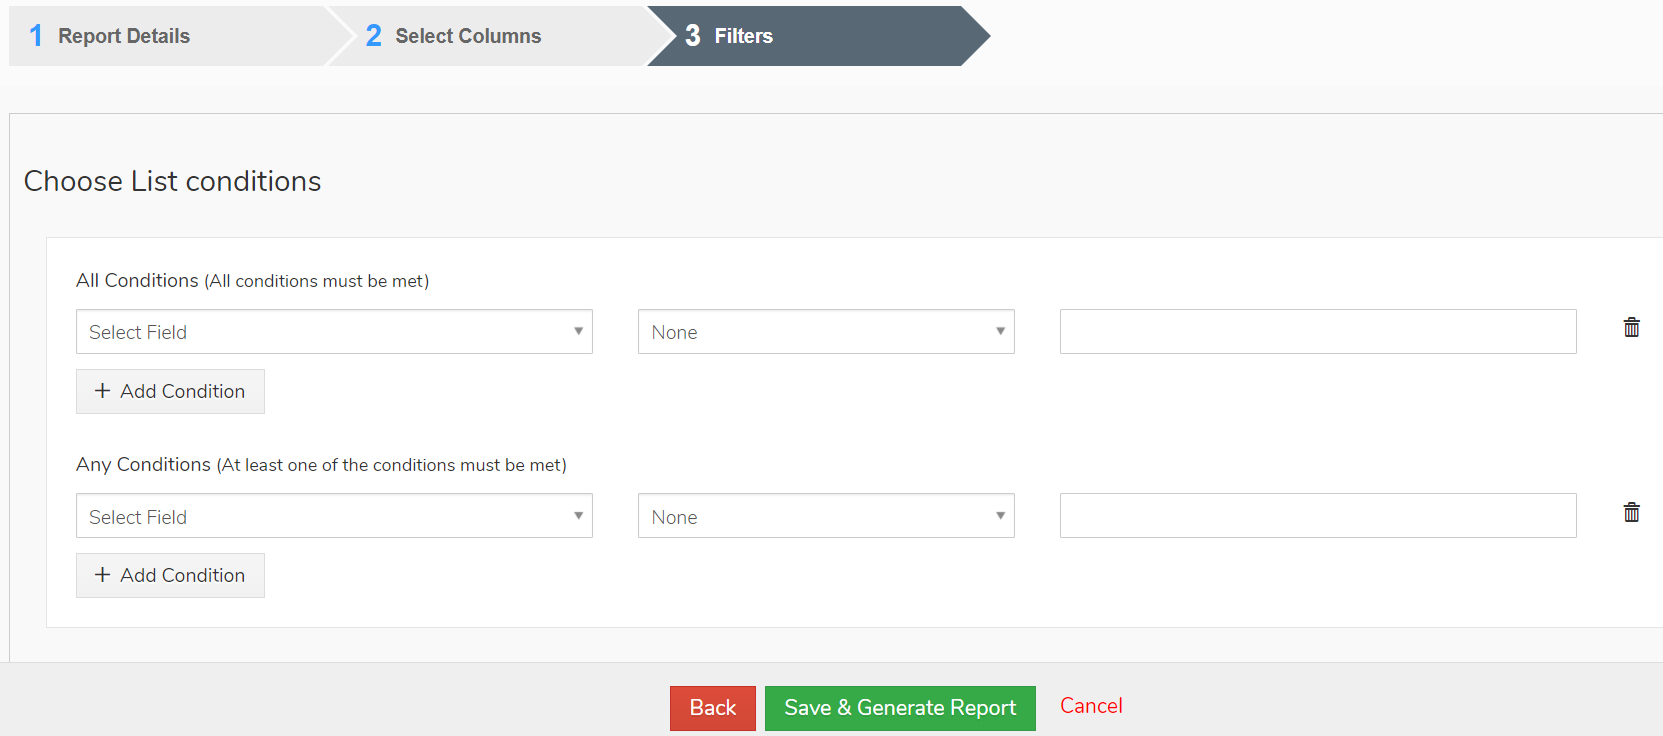 1 Report Details 2 Select Columns 3 Filters
Choose List conditions
All Conditions (All conditions must be met)
Select Field None
+ Add Condition
Any Conditions (At least one of the conditions must be met)
Select Field None
+ Add Condition
Back Save & Generate Report Cancel